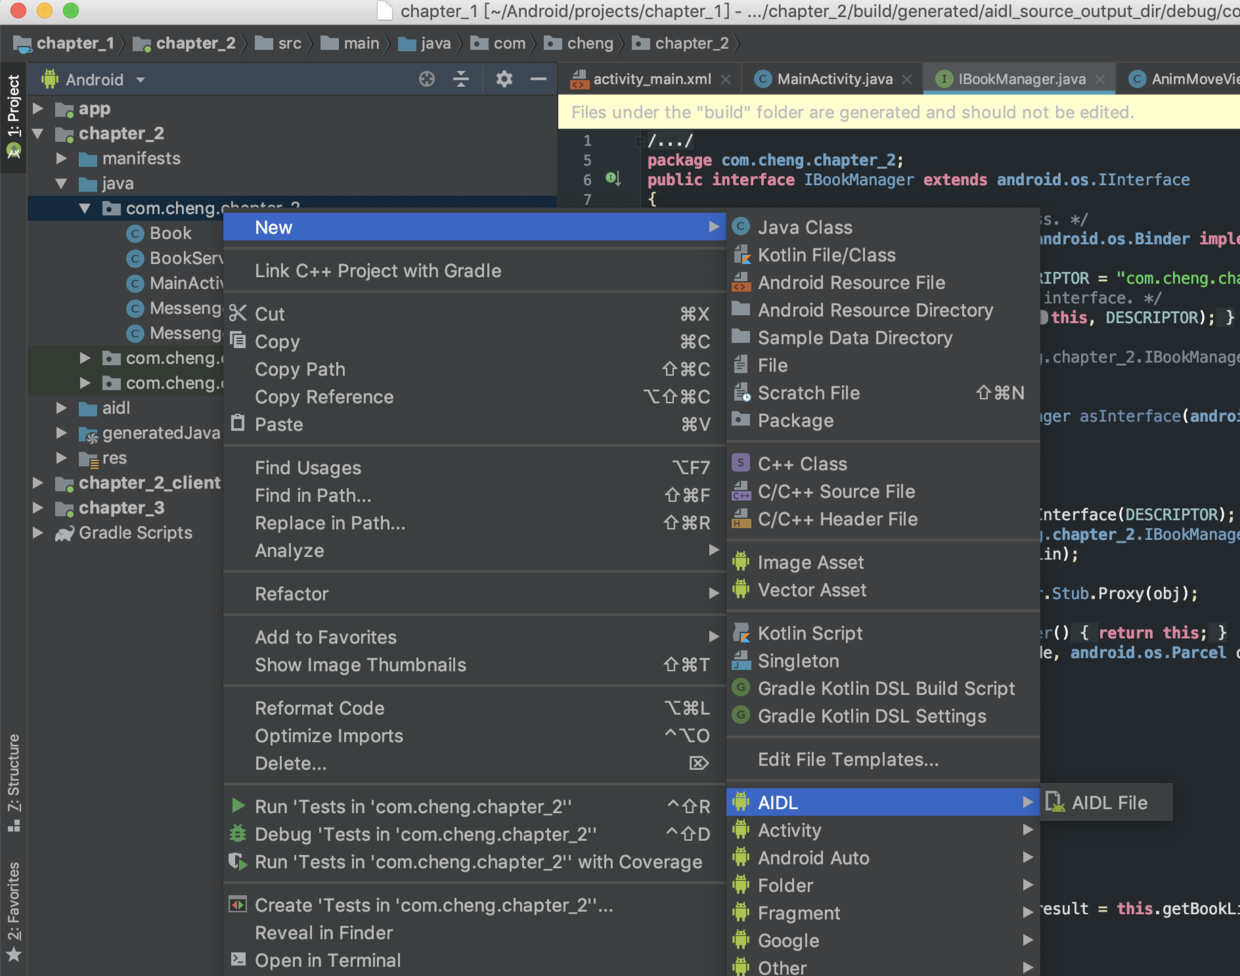 chapter_1 [~/Android/projects/chapter_1] - .../chapter_2/build/generated/aidl_source_output_dir/debug/co
chapter_1 chapter_2 src main java com cheng chapter_2
Android
activity_main.xml MainActivity.java IBookManager.java AnimMoveVie
1: Project
Files under the "build" folder are generated and should not be edited.
app
chapter_2
manifests
java
com.cheng.chapter_2
Book
BookServ
MainActiv
Messeng
Messeng
com.cheng.
com.cheng.
aidl
generatedJava
res
chapter_2_client
chapter_3
Gradle Scripts
7: Structure
2: Favorites
1 /.../
5 package com.cheng.chapter_2;
6 public interface IBookManager extends android.os.IInterface
7 {
s. */
android.os.Binder imple
RIPTOR = "com.cheng.cha
interface. */
this, DESCRIPTOR); }
.chapter_2.IBookManage
ger asInterface(androi
Interface(DESCRIPTOR);
.chapter_2.IBookManage
in);
.Stub.Proxy(obj);
er() { return this; }
de, android.os.Parcel d
result = this.getBookLi
New
Link C++ Project with Gradle
Cut ⌘X
Copy ⌘C
Copy Path ⇧⌘C
Copy Reference ⌥⇧⌘C
Paste ⌘V
Find Usages ⌥F7
Find in Path... ⇧⌘F
Replace in Path... ⇧⌘R
Analyze
Refactor
Add to Favorites
Show Image Thumbnails ⇧⌘T
Reformat Code ⌥⌘L
Optimize Imports ^⌥O
Delete... ⌦
Run 'Tests in 'com.cheng.chapter_2'' ^⇧R
Debug 'Tests in 'com.cheng.chapter_2'' ^⇧D
Run 'Tests in 'com.cheng.chapter_2'' with Coverage
Create 'Tests in 'com.cheng.chapter_2''...
Reveal in Finder
Open in Terminal
Java Class
Kotlin File/Class
Android Resource File
Android Resource Directory
Sample Data Directory
File
Scratch File ⇧⌘N
Package
C++ Class
C/C++ Source File
C/C++ Header File
Image Asset
Vector Asset
Kotlin Script
Singleton
Gradle Kotlin DSL Build Script
Gradle Kotlin DSL Settings
Edit File Templates...
AIDL
Activity
Android Auto
Folder
Fragment
Google
Other
AIDL File